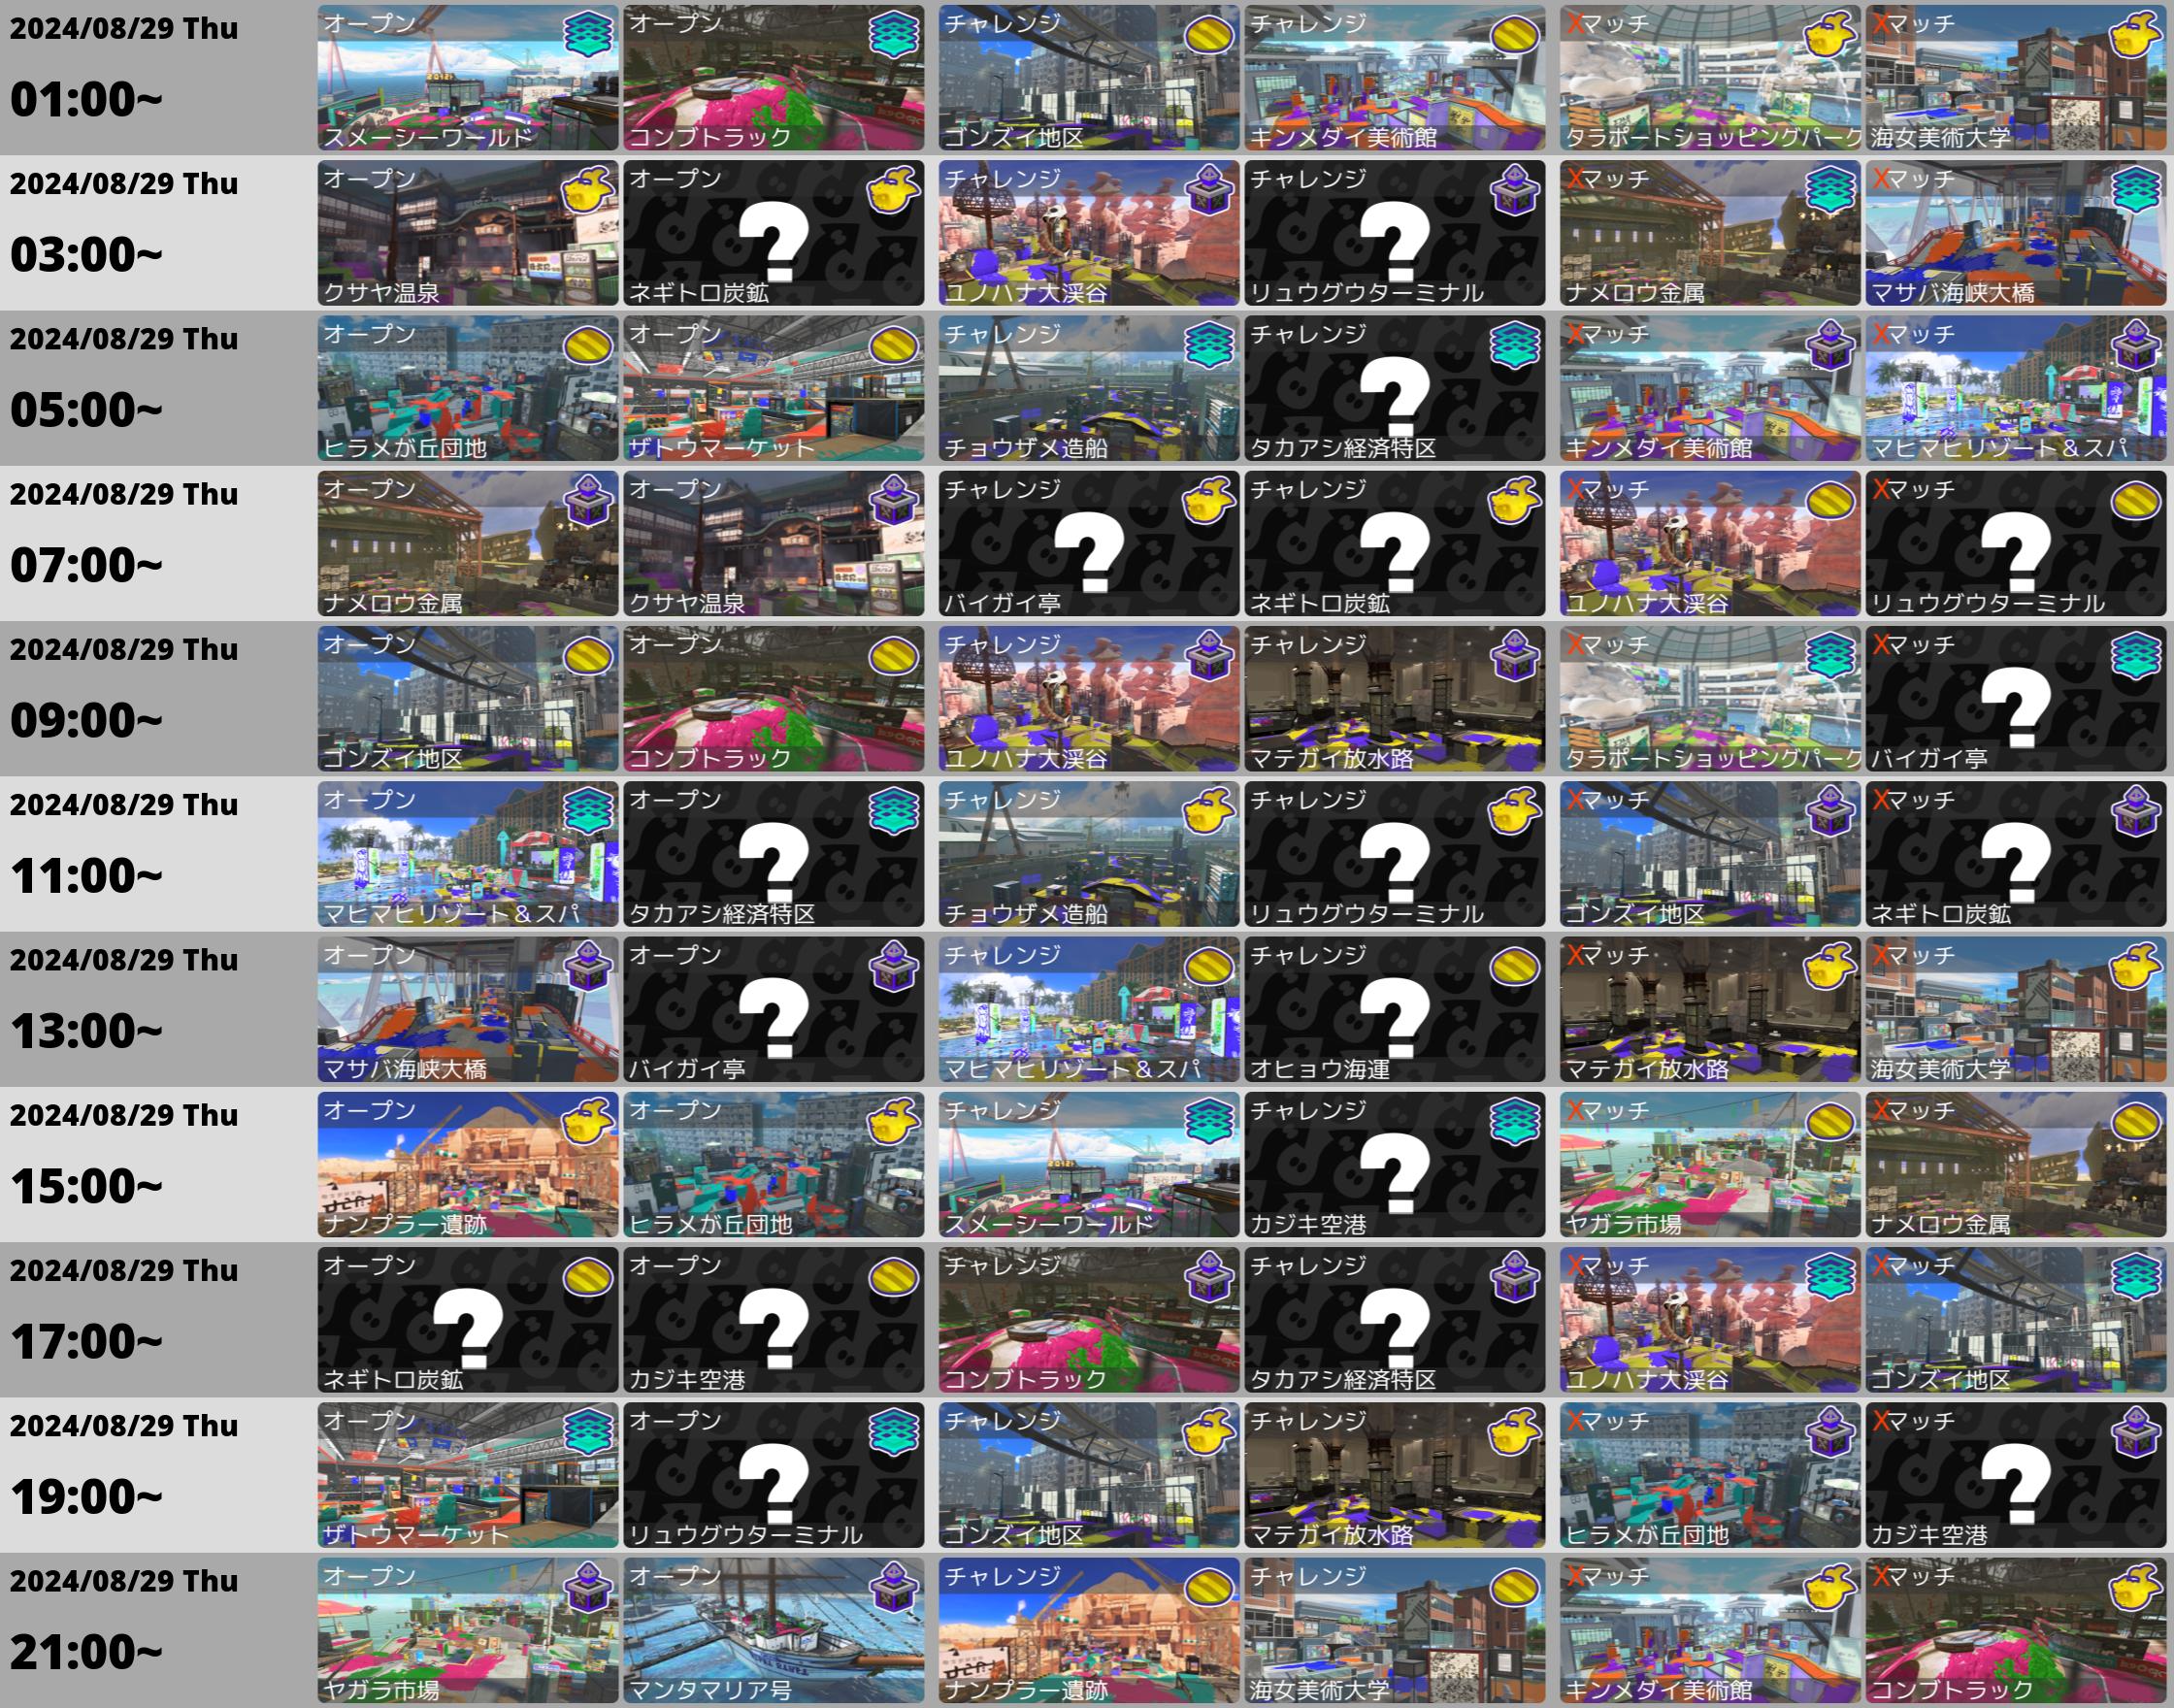 2024/08/29 Thu
01:00~
オープン
スメーシーワールド
オープン
コンブトラック
チャレンジ
ゴンズイ地区
チャレンジ
キンメダイ美術館
Xマッチ
タラポートショッピングパーク
Xマッチ
海女美術大学
2024/08/29 Thu
03:00~
オープン
クサヤ温泉
オープン
?
ネギトロ炭鉱
チャレンジ
ユノハナ大渓谷
チャレンジ
?
リュウグウターミナル
Xマッチ
ナメロウ金属
Xマッチ
マサバ海峡大橋
2024/08/29 Thu
05:00~
オープン
ヒラメが丘団地
オープン
ザトウマーケット
チャレンジ
チョウザメ造船
チャレンジ
?
タカアシ経済特区
Xマッチ
キンメダイ美術館
Xマッチ
マヒマヒリゾート&スパ
2024/08/29 Thu
07:00~
オープン
ナメロウ金属
オープン
クサヤ温泉
チャレンジ
?
バイガイ亭
チャレンジ
?
ネギトロ炭鉱
Xマッチ
ユノハナ大渓谷
Xマッチ
?
リュウグウターミナル
2024/08/29 Thu
09:00~
オープン
ゴンズイ地区
オープン
コンブトラック
チャレンジ
ユノハナ大渓谷
チャレンジ
マテガイ放水路
Xマッチ
タラポートショッピングパーク
Xマッチ
?
バイガイ亭
2024/08/29 Thu
11:00~
オープン
マヒマヒリゾート&スパ
オープン
?
タカアシ経済特区
チャレンジ
チョウザメ造船
チャレンジ
?
リュウグウターミナル
Xマッチ
ゴンズイ地区
Xマッチ
?
ネギトロ炭鉱
2024/08/29 Thu
13:00~
オープン
マサバ海峡大橋
オープン
?
バイガイ亭
チャレンジ
マヒマヒリゾート&スパ
チャレンジ
?
オヒョウ海運
Xマッチ
マテガイ放水路
Xマッチ
海女美術大学
2024/08/29 Thu
15:00~
オープン
ナンプラー遺跡
オープン
ヒラメが丘団地
チャレンジ
スメーシーワールド
チャレンジ
?
カジキ空港
Xマッチ
ヤガラ市場
Xマッチ
ナメロウ金属
2024/08/29 Thu
17:00~
オープン
?
ネギトロ炭鉱
オープン
?
カジキ空港
チャレンジ
コンブトラック
チャレンジ
?
タカアシ経済特区
Xマッチ
ユノハナ大渓谷
Xマッチ
ゴンズイ地区
2024/08/29 Thu
19:00~
オープン
ザトウマーケット
オープン
?
リュウグウターミナル
チャレンジ
ゴンズイ地区
チャレンジ
マテガイ放水路
Xマッチ
ヒラメが丘団地
Xマッチ
?
カジキ空港
2024/08/29 Thu
21:00~
オープン
ヤガラ市場
オープン
マンタマリア号
チャレンジ
ナンプラー遺跡
チャレンジ
海女美術大学
Xマッチ
キンメダイ美術館
Xマッチ
コンブトラック